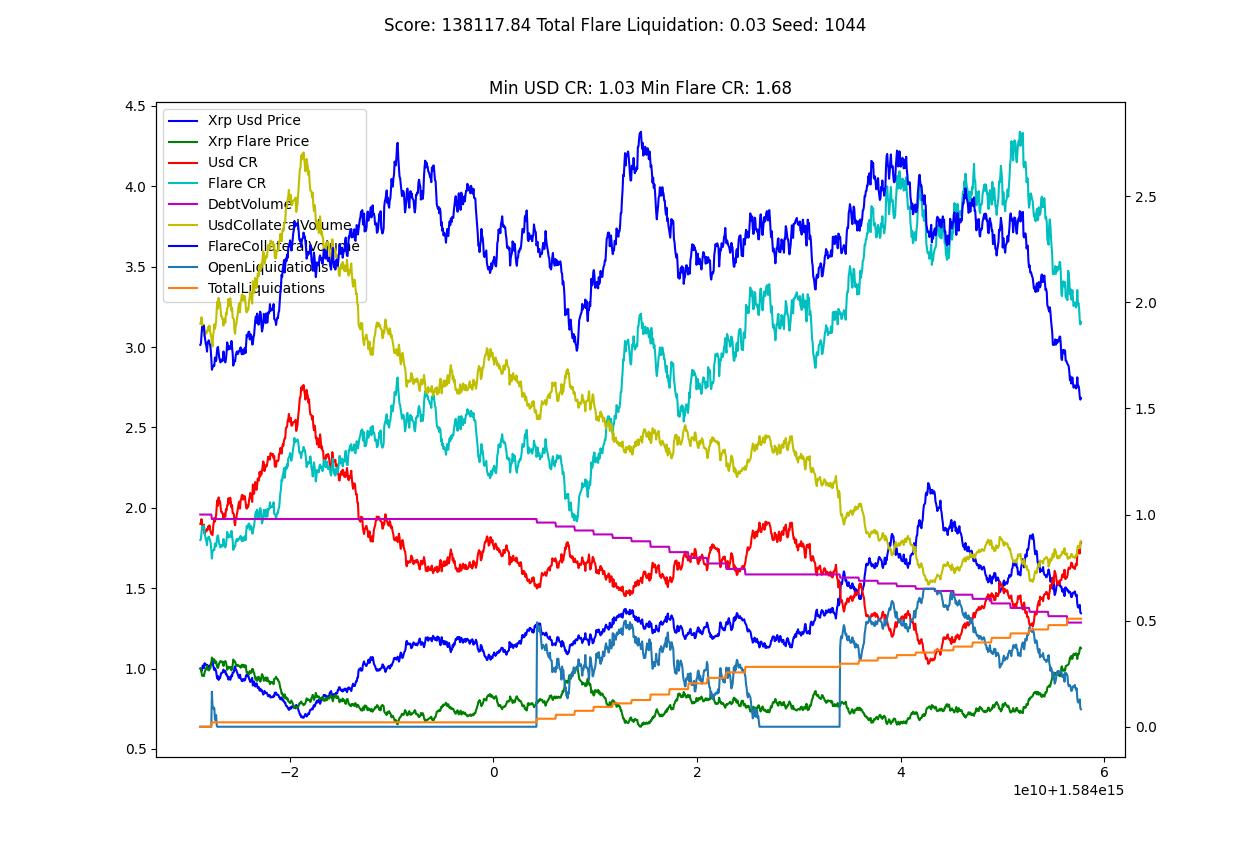 Score: 138117.84 Total Flare Liquidation: 0.03 Seed: 1044
Min USD CR: 1.03 Min Flare CR: 1.68
4.5
4.0
3.5
3.0
2.5
2.0
1.5
1.0
0.5
Xrp Usd Price
Xrp Flare Price
Usd CR
Flare CR
DebtVolume
UsdCollateralVolume
FlareCollateralVolume
OpenLiquidations
TotalLiquidations
2.5
2.0
1.5
1.0
0.5
0.0
−2
0
2
4
6
1e10+1.584e15